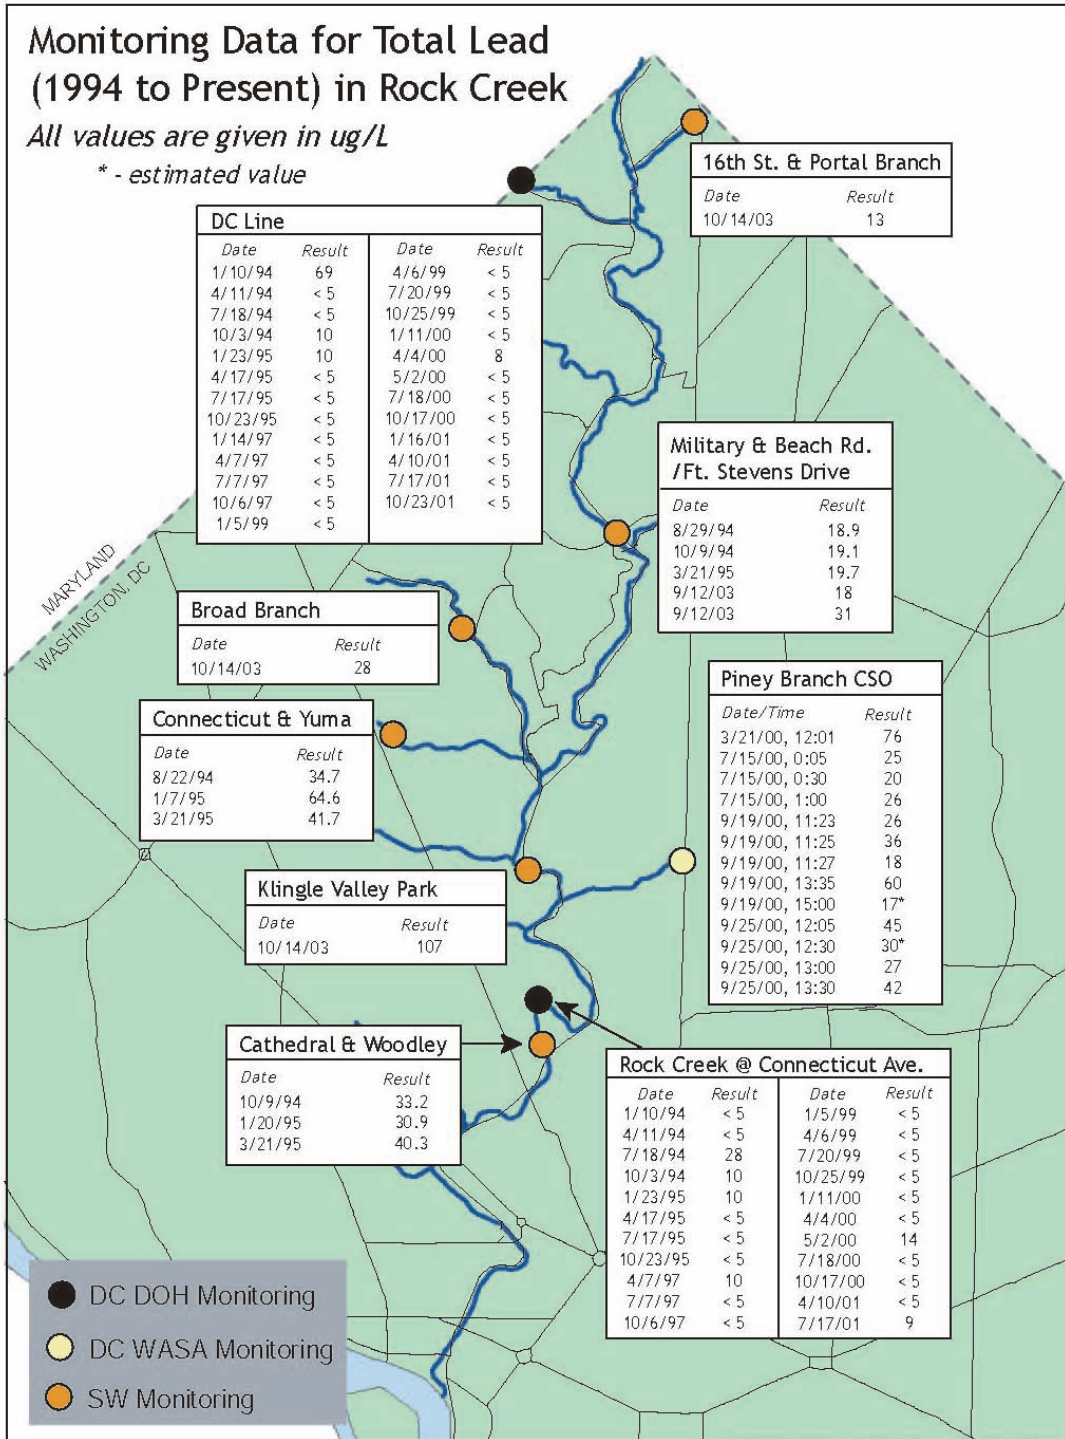 Monitoring Data for Total Lead
(1994 to Present) in Rock Creek
All values are given in ug/L
* - estimated value
16th St. & Portal Branch
Date Result
10/14/03 13
DC Line
Date Result Date Result
1/10/94 69 4/6/99 < 5
4/11/94 < 5 7/20/99 < 5
7/18/94 < 5 10/25/99 < 5
10/3/94 10 1/11/00 < 5
1/23/95 10 4/4/00 8
4/17/95 < 5 5/2/00 < 5
7/17/95 < 5 7/18/00 < 5
10/23/95 < 5 10/17/00 < 5
1/14/97 < 5 1/16/01 < 5
4/7/97 < 5 4/10/01 < 5
7/7/97 < 5 7/17/01 < 5
10/6/97 < 5 10/23/01 < 5
1/5/99 < 5
Military & Beach Rd.
/Ft. Stevens Drive
Date Result
8/29/94 18.9
10/9/94 19.1
3/21/95 19.7
9/12/03 18
9/12/03 31
MARYLAND
WASHINGTON, DC
Broad Branch
Date Result
10/14/03 28
Connecticut & Yuma
Date Result
8/22/94 34.7
1/7/95 64.6
3/21/95 41.7
Piney Branch CSO
Date/Time Result
3/21/00, 12:01 76
7/15/00, 0:05 25
7/15/00, 0:30 20
7/15/00, 1:00 26
9/19/00, 11:23 26
9/19/00, 11:25 36
9/19/00, 11:27 18
9/19/00, 13:35 60
9/19/00, 15:00 17*
9/25/00, 12:05 45
9/25/00, 12:30 30*
9/25/00, 13:00 27
9/25/00, 13:30 42
Klingle Valley Park
Date Result
10/14/03 107
Cathedral & Woodley
Date Result
10/9/94 33.2
1/20/95 30.9
3/21/95 40.3
Rock Creek @ Connecticut Ave.
Date Result Date Result
1/10/94 < 5 1/5/99 < 5
4/11/94 < 5 4/6/99 < 5
7/18/94 28 7/20/99 < 5
10/3/94 10 10/25/99 < 5
1/23/95 10 1/11/00 < 5
4/17/95 < 5 4/4/00 < 5
7/17/95 < 5 5/2/00 14
10/23/95 < 5 7/18/00 < 5
4/7/97 10 10/17/00 < 5
7/7/97 < 5 4/10/01 < 5
10/6/97 < 5 7/17/01 9
DC DOH Monitoring
DC WASA Monitoring
SW Monitoring